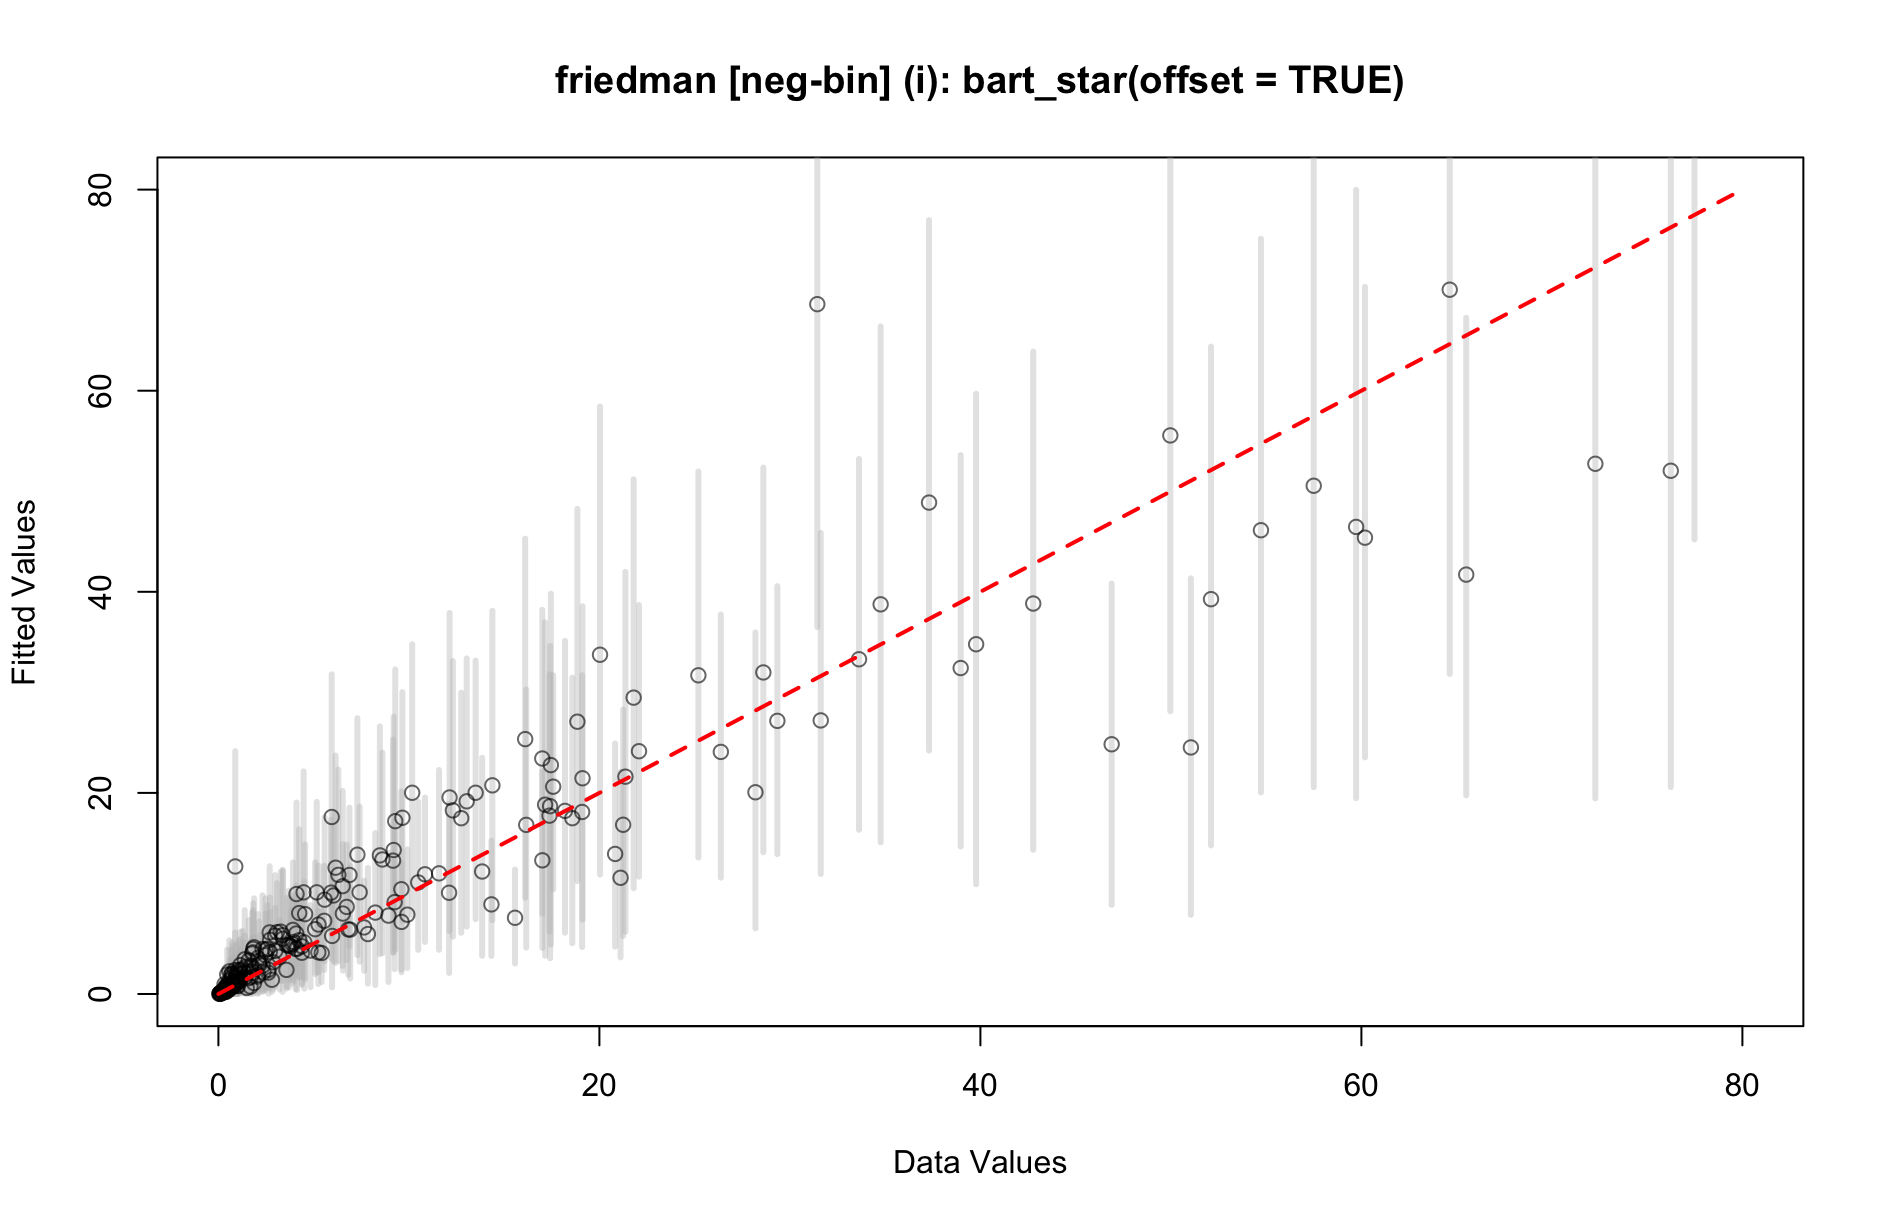 friedman [neg-bin] (i): bart_star(offset = TRUE)
Fitted Values
80
60
40
20
0
0 20 40 60 80
Data Values